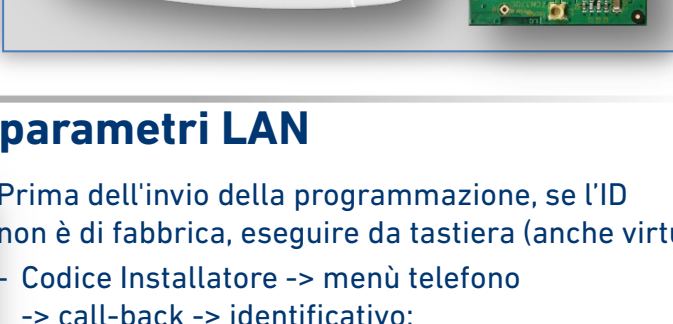 parametri LAN
Prima dell'invio della programmazione, se l’ID
non è di fabbrica, eseguire da tastiera (anche virtu
- Codice Installatore -> menù telefono
-> call-back -> identificativo: